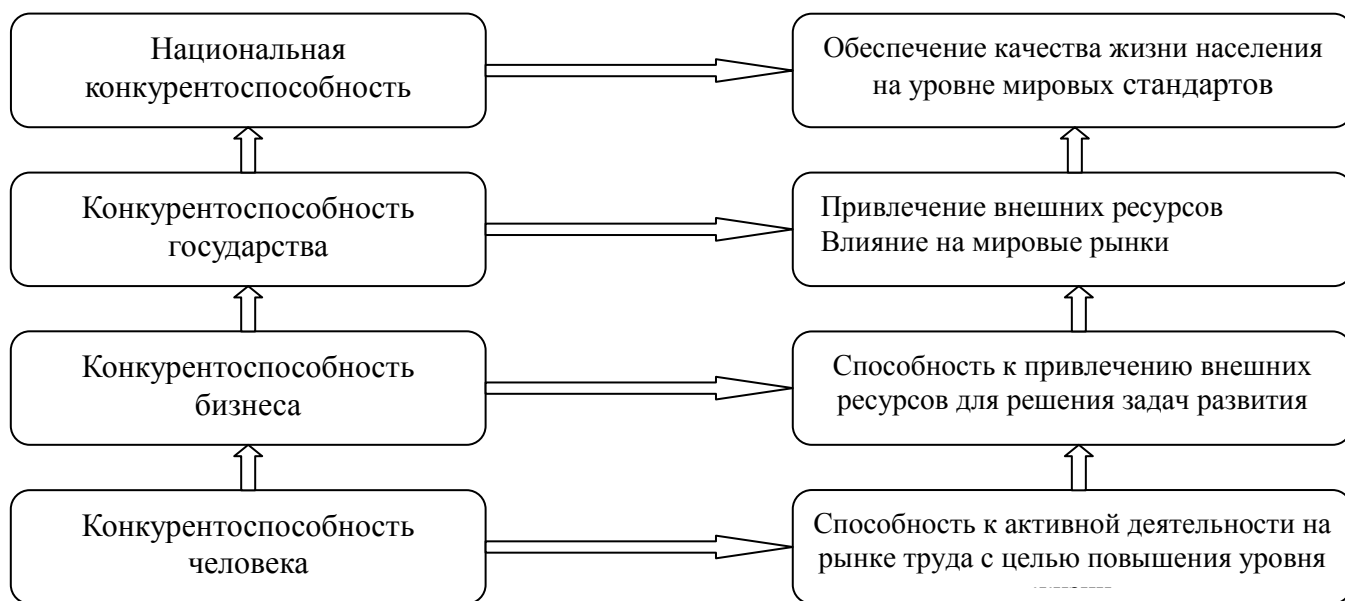 Национальная
конкурентоспособность
Обеспечение качества жизни населения
на уровне мировых стандартов
Конкурентоспособность
государства
Привлечение внешних ресурсов
Влияние на мировые рынки
Конкурентоспособность
бизнеса
Способность к привлечению внешних
ресурсов для решения задач развития
Конкурентоспособность
человека
Способность к активной деятельности на
рынке труда с целью повышения уровня